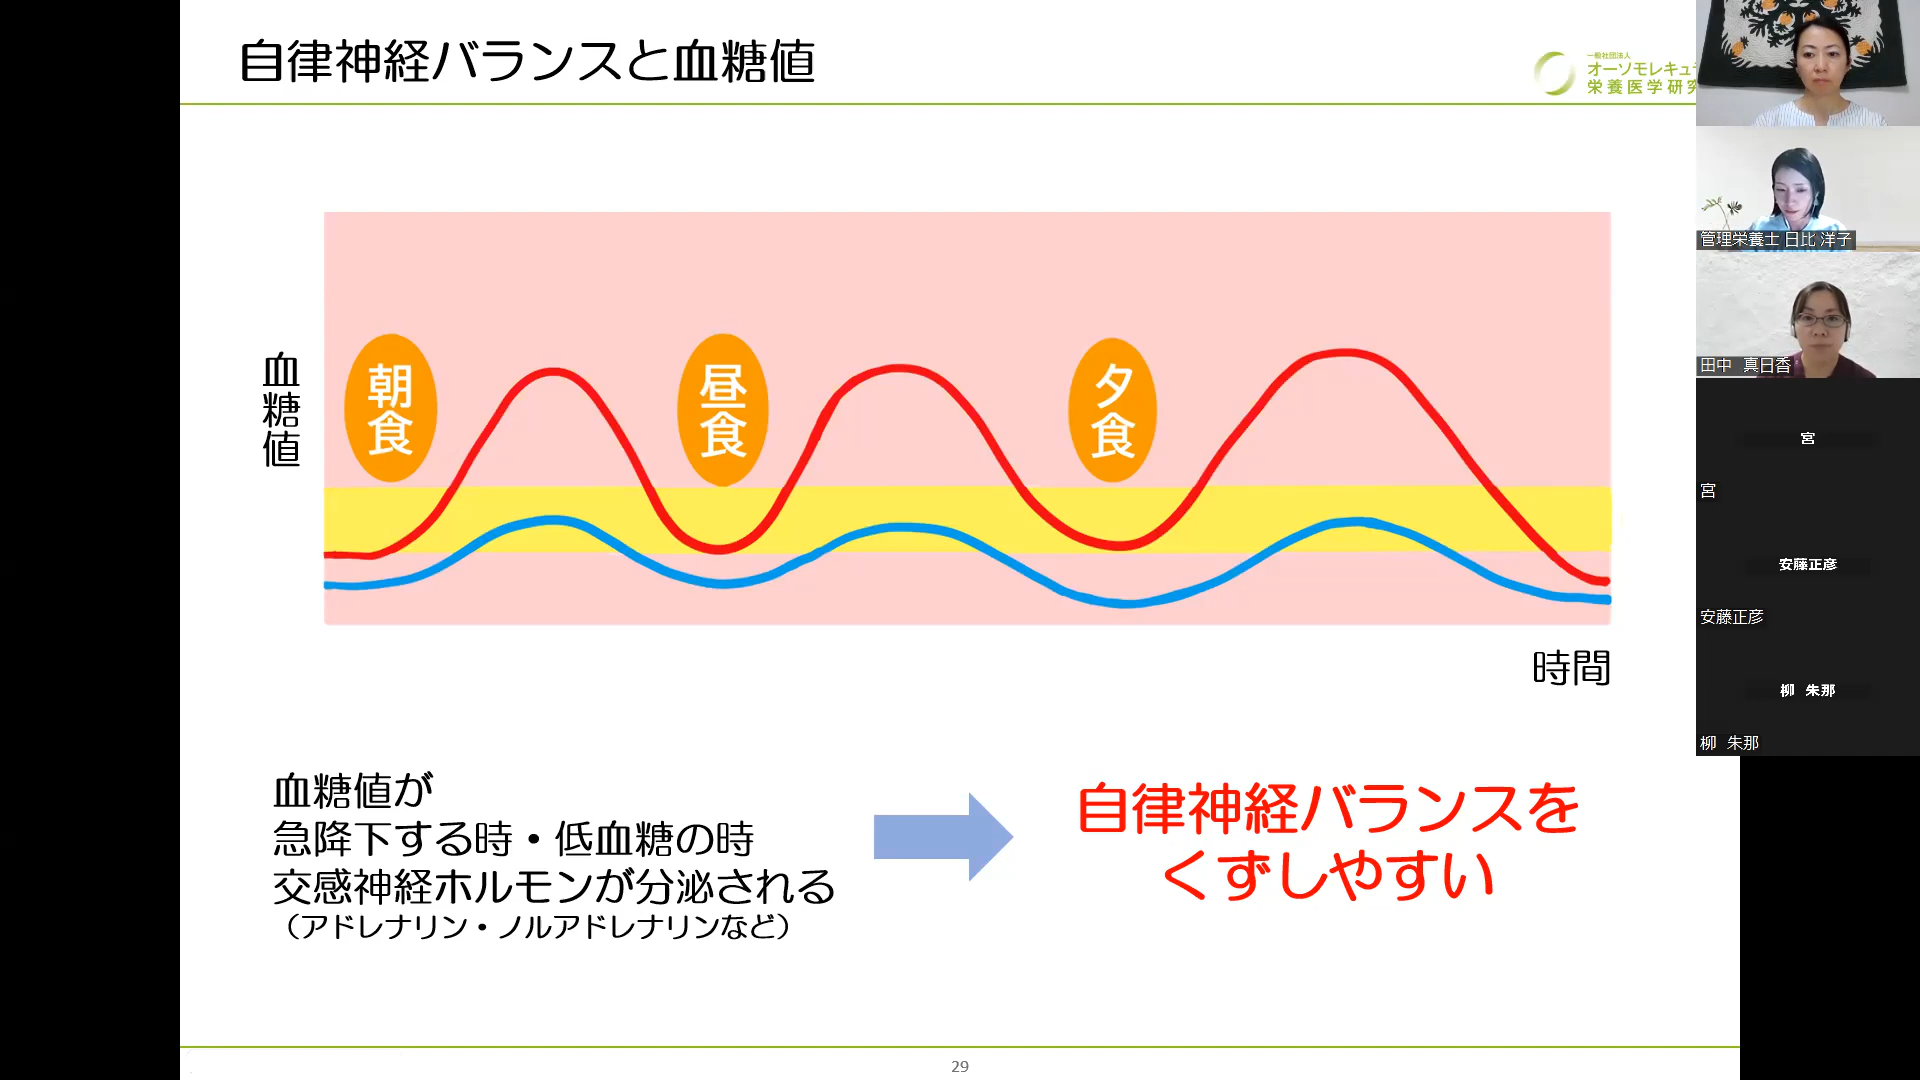 自律神経バランスと血糖値
一般社団法人
オーソモレキュ
栄養医学研究
血糖値
朝食
昼食
夕食
時間
血糖値が
急降下する時・低血糖の時
交感神経ホルモンが分泌される
（アドレナリン・ノルアドレナリンなど）
自律神経バランスを
くずしやすい
29
管理栄養士 日比 洋子
田中 真日香
宮
宮
安藤正彦
安藤正彦
柳 朱那
柳 朱那